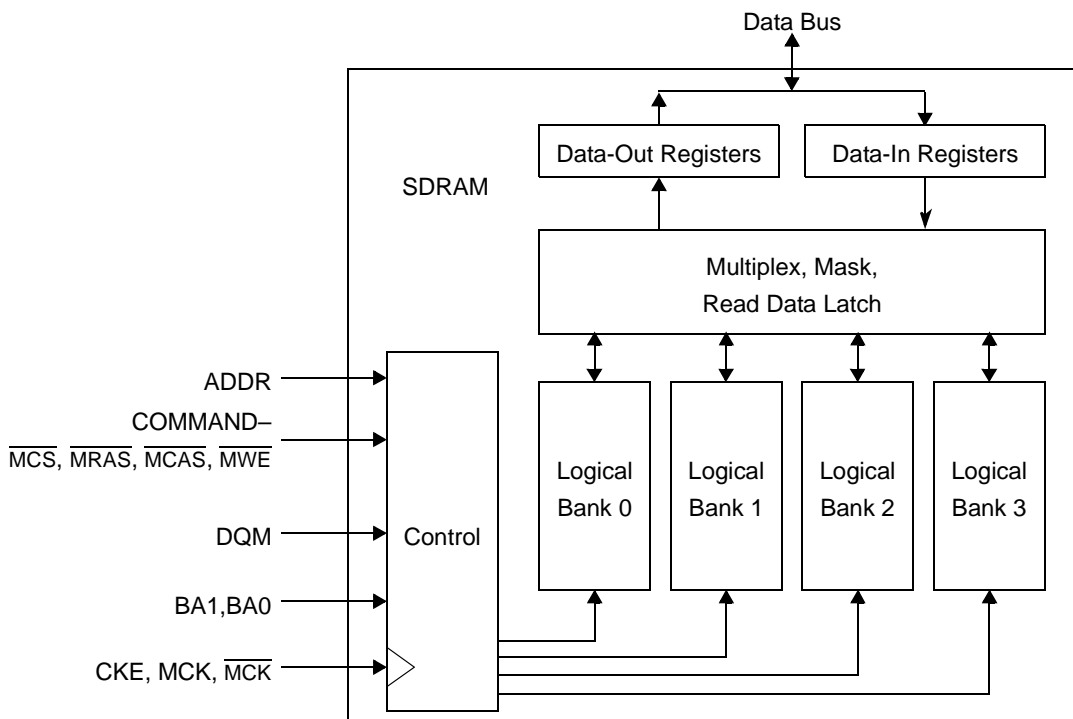 Data Bus
Data-Out Registers
Data-In Registers
SDRAM
Multiplex, Mask,
Read Data Latch
ADDR
COMMAND–
MCS, MRAS, MCAS, MWE
Logical
Bank 0
Logical
Bank 1
Logical
Bank 2
Logical
Bank 3
DQM
Control
BA1,BA0
CKE, MCK, MCK